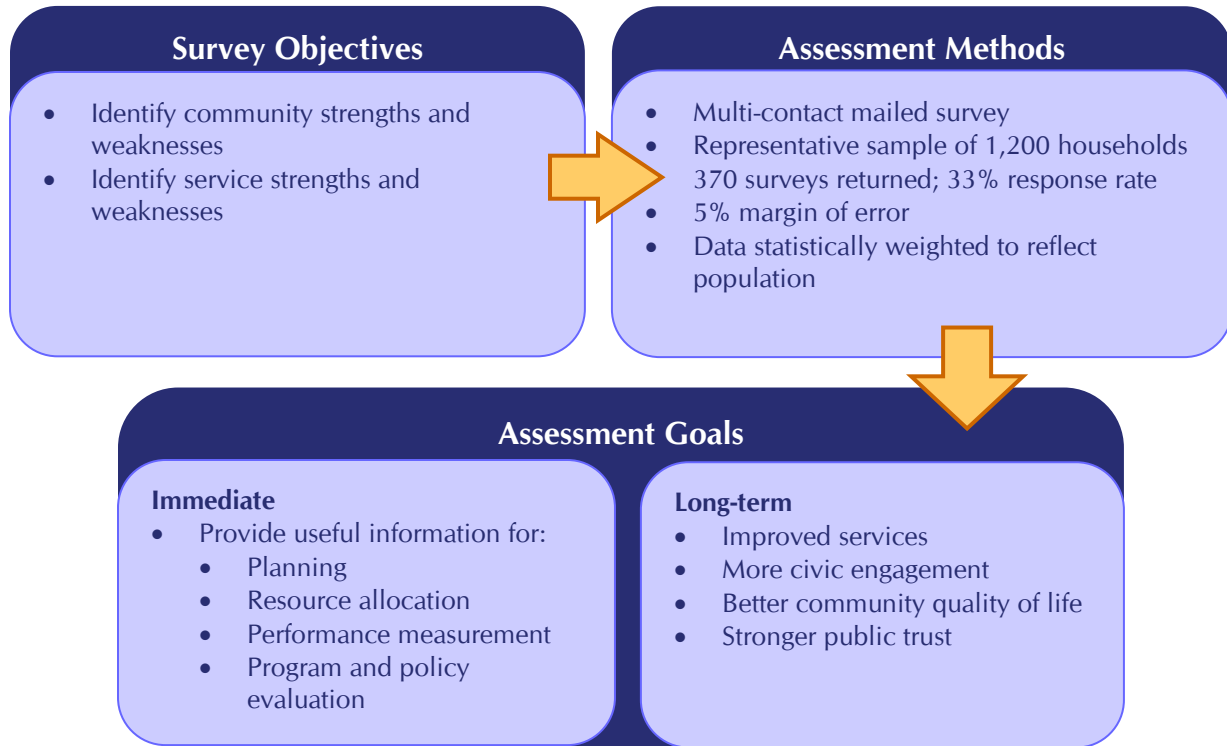 Survey Objectives
• Identify community strengths and
weaknesses
• Identify service strengths and
weaknesses
Assessment Methods
• Multi-contact mailed survey
• Representative sample of 1,200 households
370 surveys returned; 33% response rate
• 5% margin of error
• Data statistically weighted to reflect
population
Assessment Goals
Immediate
• Provide useful information for:
• Planning
• Resource allocation
• Performance measurement
• Program and policy
evaluation
Long-term
• Improved services
• More civic engagement
• Better community quality of life
• Stronger public trust